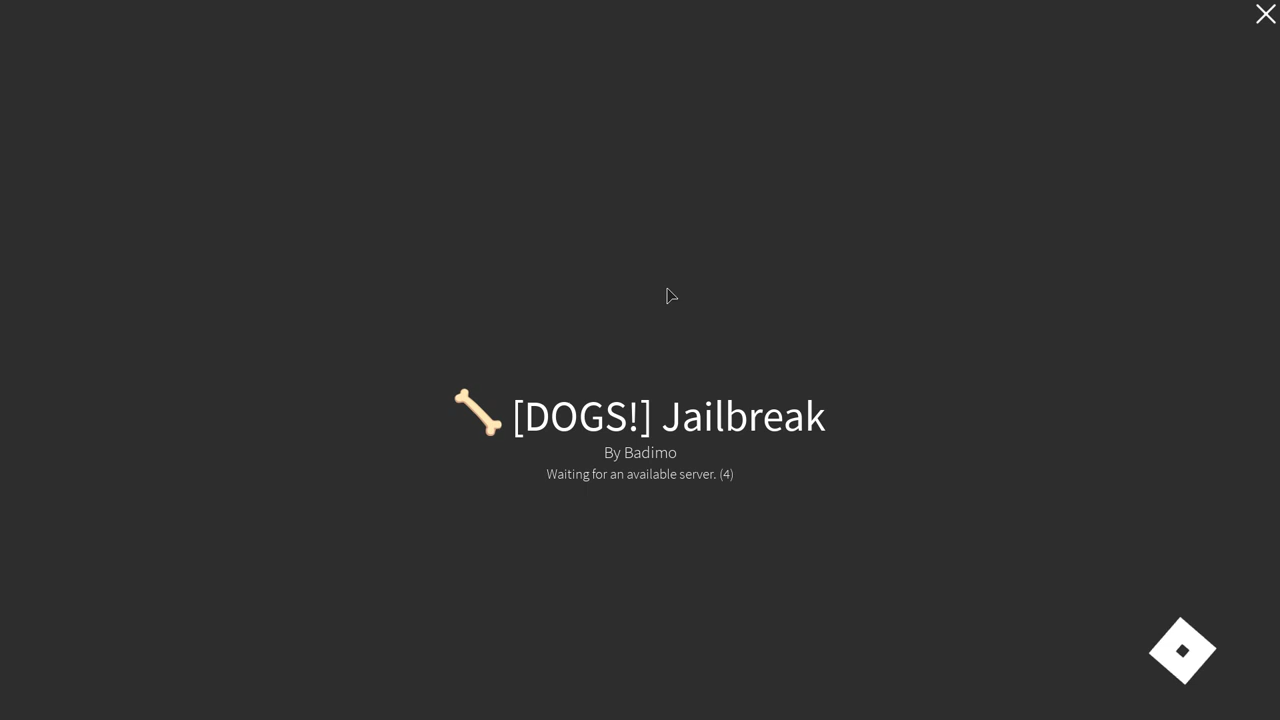 🦴 [DOGS!] Jailbreak
By Badimo
Waiting for an available server. (4)